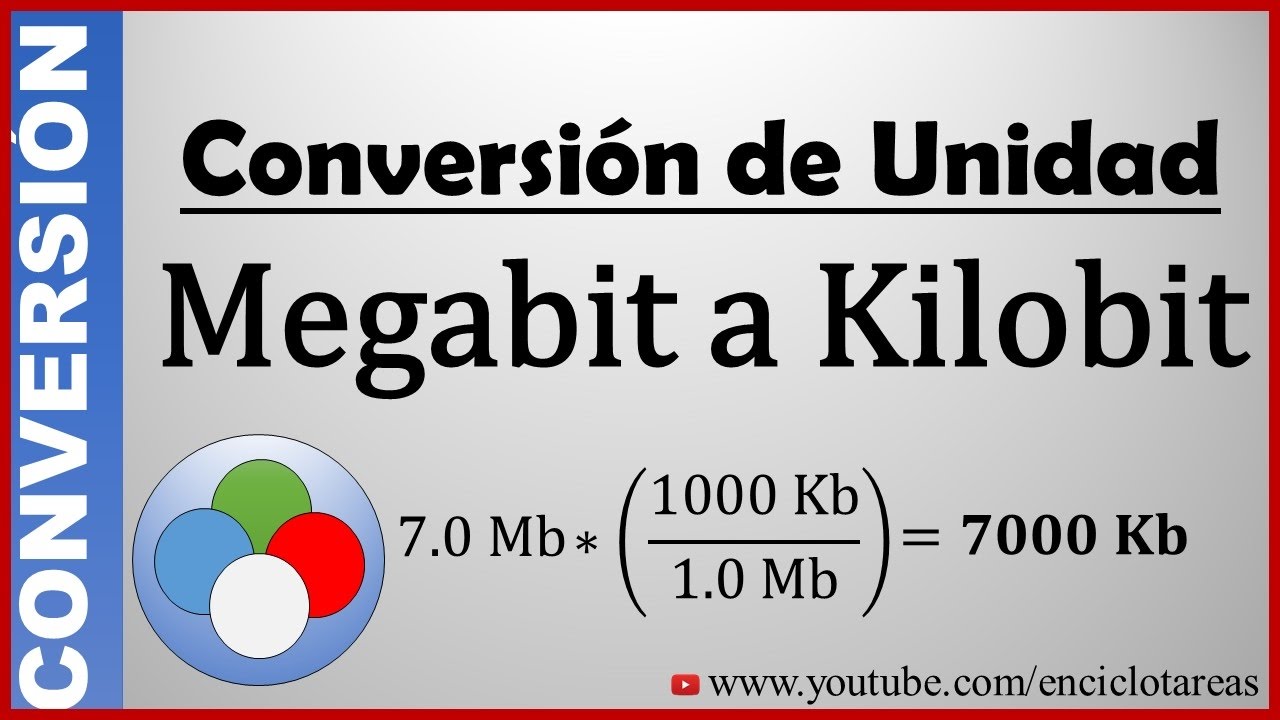 CONVERSIÓN
Conversión de Unidad
Megabit a Kilobit
7.0 Mb * (1000 Kb / 1.0 Mb) = 7000 Kb
www.youtube.com/enciclotareas